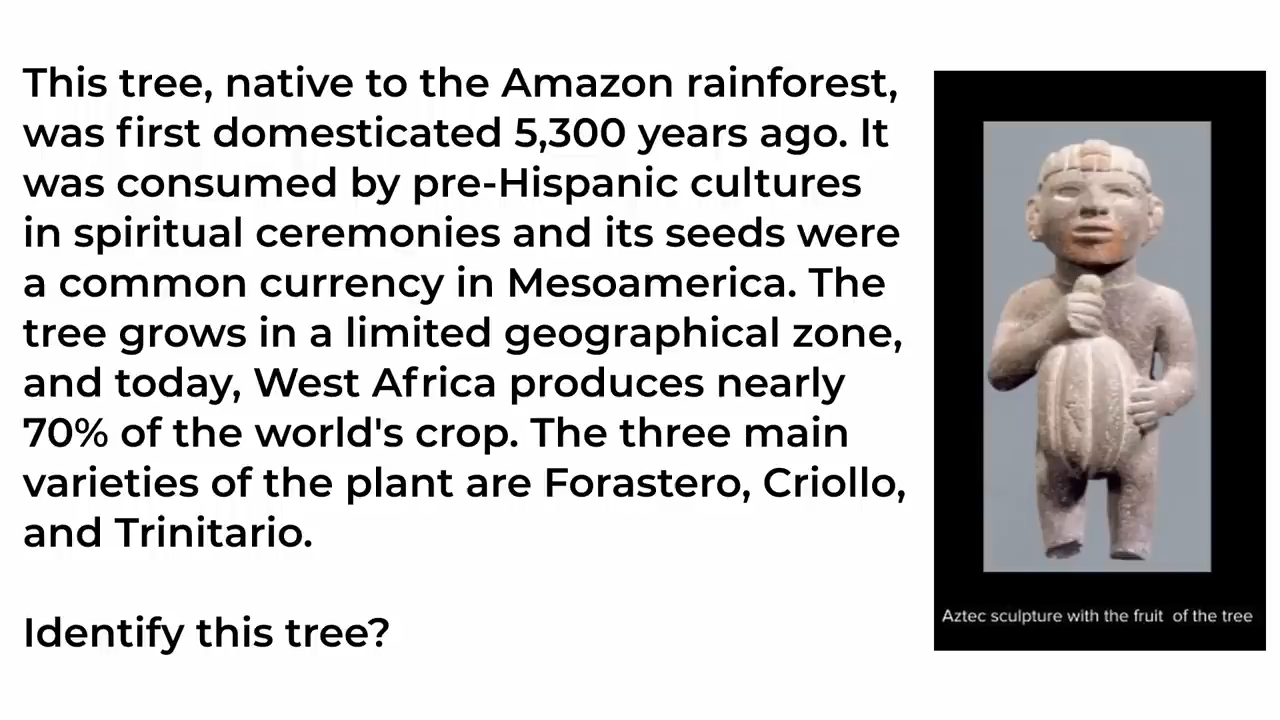 This tree, native to the Amazon rainforest,
was first domesticated 5,300 years ago. It
was consumed by pre-Hispanic cultures
in spiritual ceremonies and its seeds were
a common currency in Mesoamerica. The
tree grows in a limited geographical zone,
and today, West Africa produces nearly
70% of the world's crop. The three main
varieties of the plant are Forastero, Criollo,
and Trinitario.
Identify this tree?
Aztec sculpture with the fruit of the tree